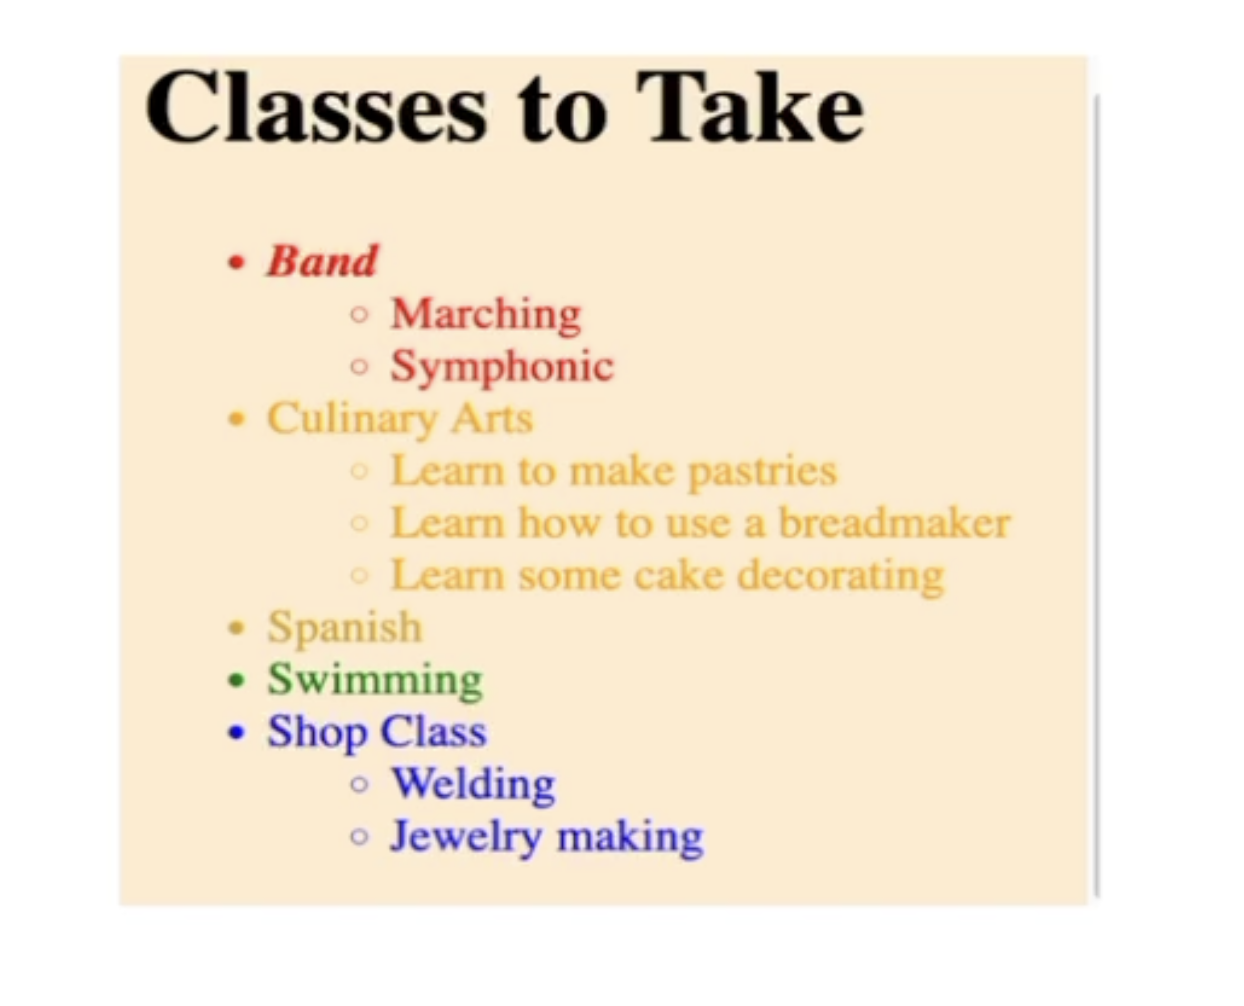 Classes to Take
• Band
○ Marching
○ Symphonic
• Culinary Arts
○ Learn to make pastries
○ Learn how to use a breadmaker
○ Learn some cake decorating
• Spanish
• Swimming
• Shop Class
○ Welding
○ Jewelry making